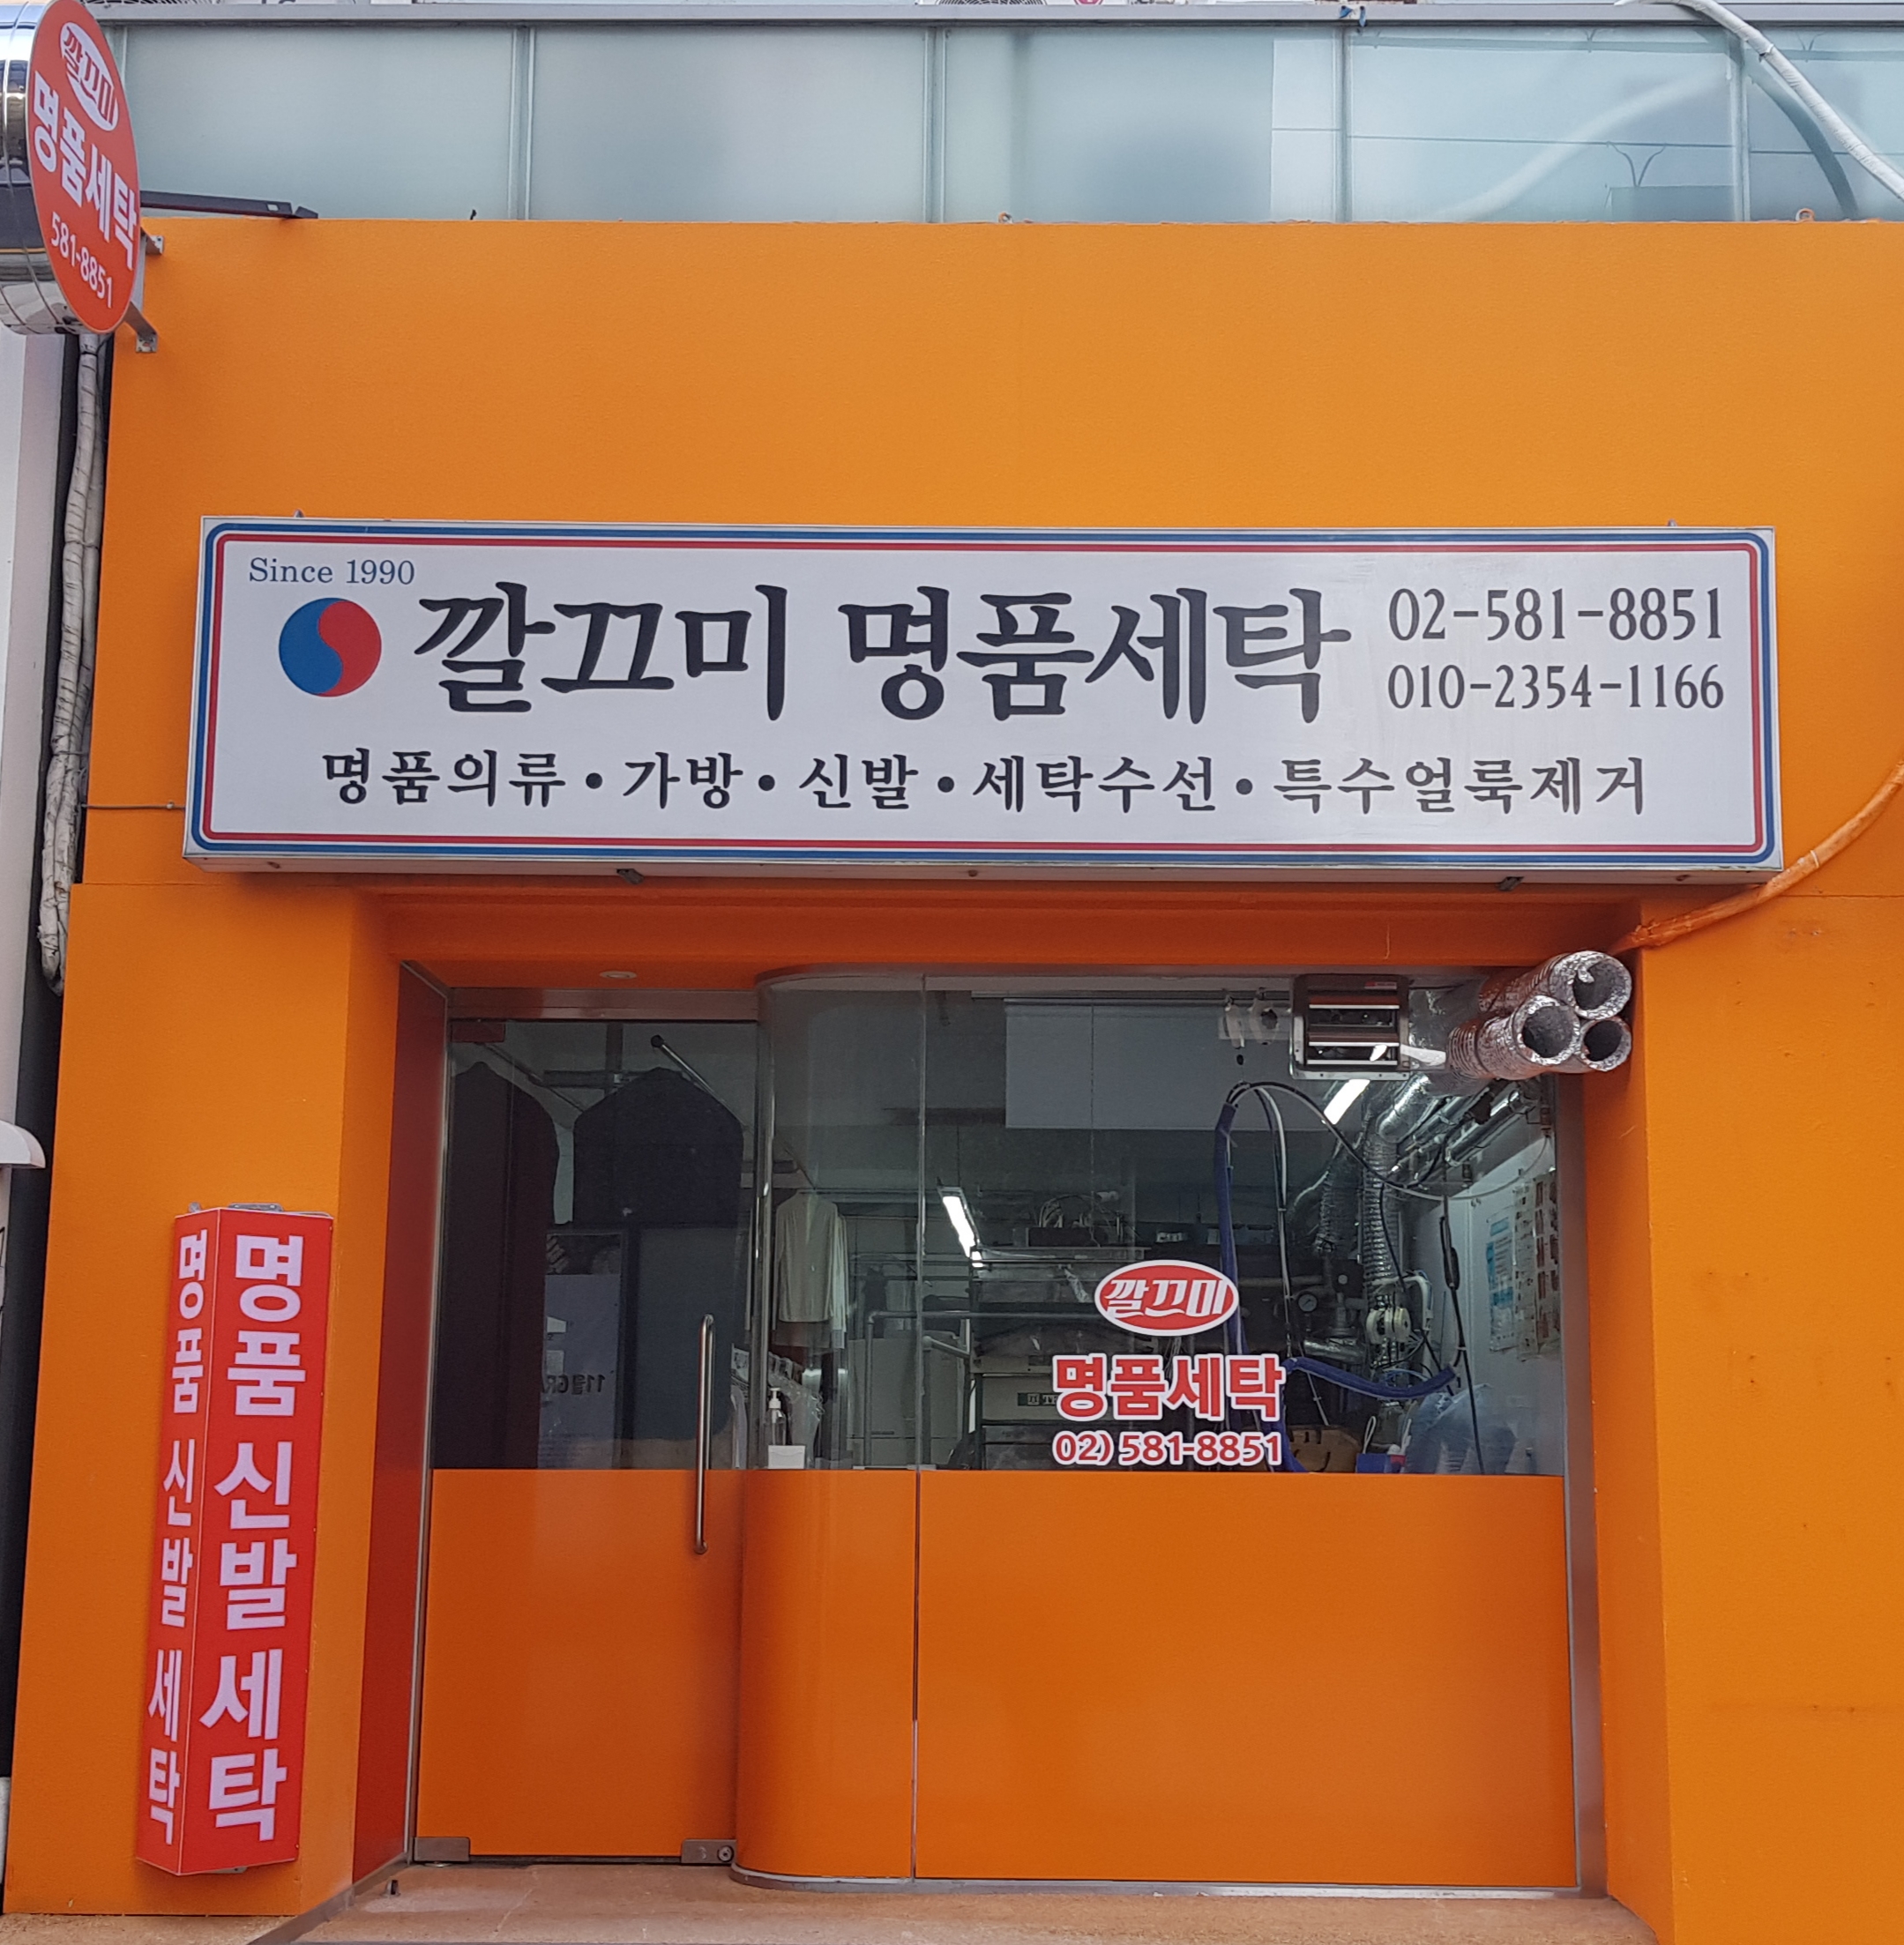 깔끄미
명품세탁
581-8851
Since 1990
깔끄미 명품세탁
02-581-8851
010-2354-1166
명품의류•가방•신발•세탁수선•특수얼룩제거
명품 신발 세탁
명품 신발 세탁
깔끄미
명품세탁
02) 581-8851